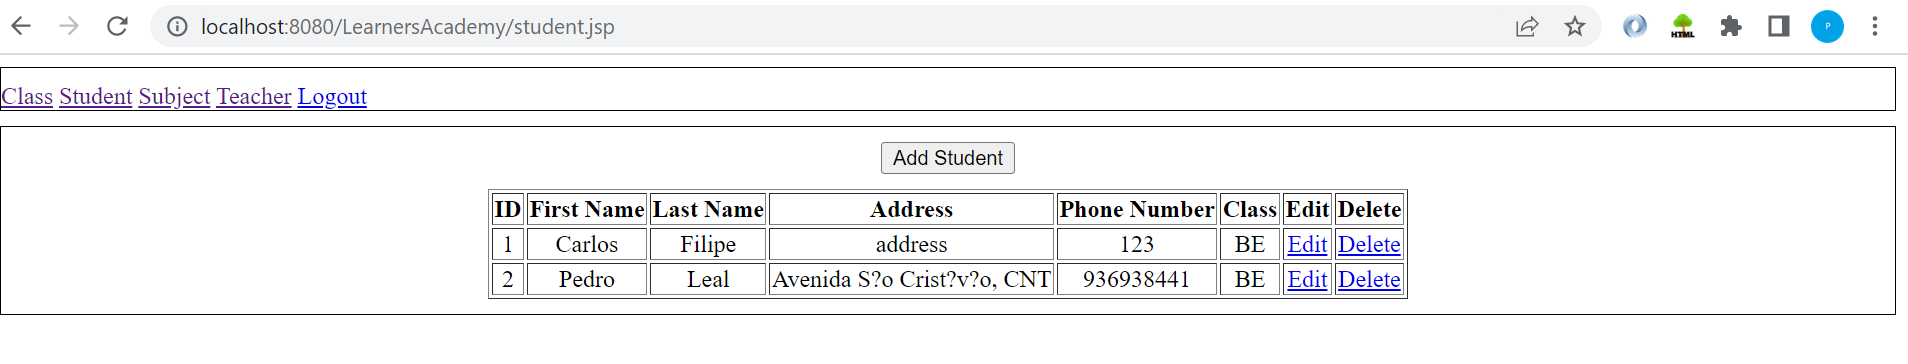 localhost:8080/LearnersAcademy/student.jsp
HTML
P
Class Student Subject Teacher Logout
Add Student
ID First Name Last Name Address Phone Number Class Edit Delete
1 Carlos Filipe address 123 BE Edit Delete
2 Pedro Leal Avenida S?o Crist?v?o, CNT 936938441 BE Edit Delete